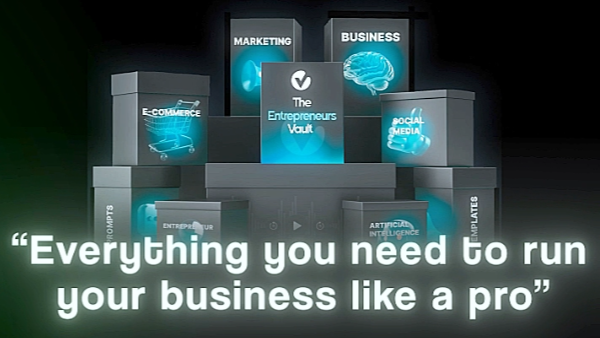 MARKETING
BUSINESS
The
Entrepreneurs
Vault
E-COMMERCE
SOCIAL
MEDIA
PROMPTS
ENTREPRENEUR
ARTIFICIAL
INTELLIGENCE
TEMPLATES
“Everything you need to run
your business like a pro”